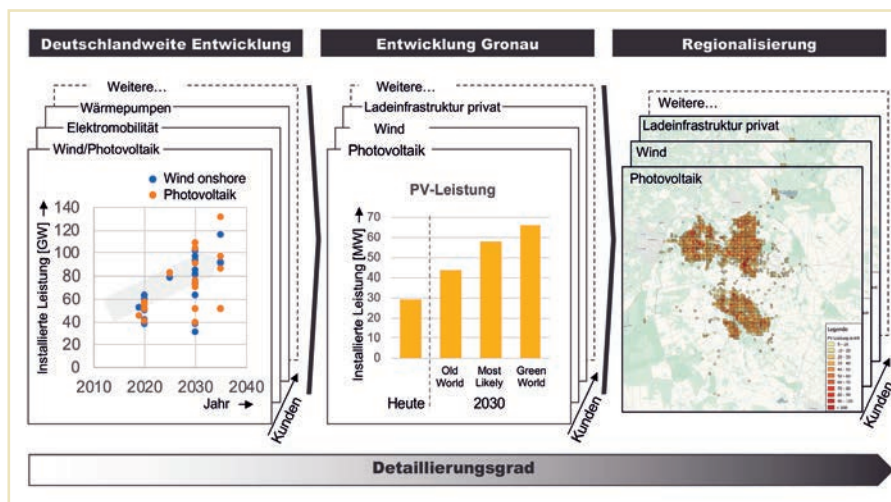 Deutschlandweite Entwicklung
Weitere…
Wärmepumpen
Elektromobilität
Wind/Photovoltaik
Wind onshore
Photovoltaik
Installierte Leistung [GW]
140
120
100
80
60
40
20
0
2010 2020 2030 2040
Jahr
Kunden
Entwicklung Gronau
Weitere…
Ladeinfrastruktur privat
Wind
Photovoltaik
PV-Leistung
Installierte Leistung [MW]
70
60
50
40
30
20
10
0
Old World
Most Likely
Green World
Heute 2030
Kunden
Regionalisierung
Weitere…
Ladeinfrastruktur privat
Wind
Photovoltaik
Legende
Kunden
Detaillierungsgrad